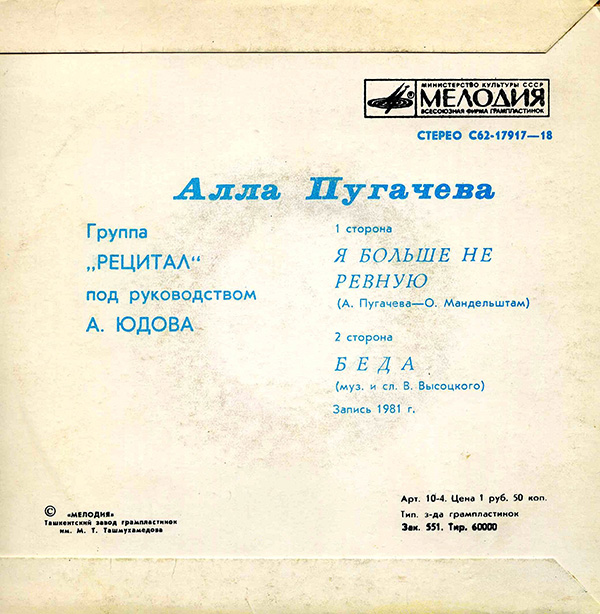 МИНИСТЕРСТВО КУЛЬТУРЫ СССР
МЕЛОДИЯ
ВСЕСОЮЗНАЯ ФИРМА ГРАМПЛАСТИНОК
СТЕРЕО С62-17917—18
Алла Пугачева
Группа
„РЕЦИТАЛ“
под руководством
А. ЮДОВА
1 сторона
Я БОЛЬШЕ НЕ
РЕВНУЮ
(А. Пугачева—О. Мандельштам)
2 сторона
БЕДА
(муз. и сл. В. Высоцкого)
Запись 1981 г.
© «МЕЛОДИЯ»
Ташкентский завод грампластинок
им. М. Т. Ташмухамедова
Арт. 10-4. Цена 1 руб. 50 коп.
Тип. з-да грампластинок
Зак. 551. Тир. 60000